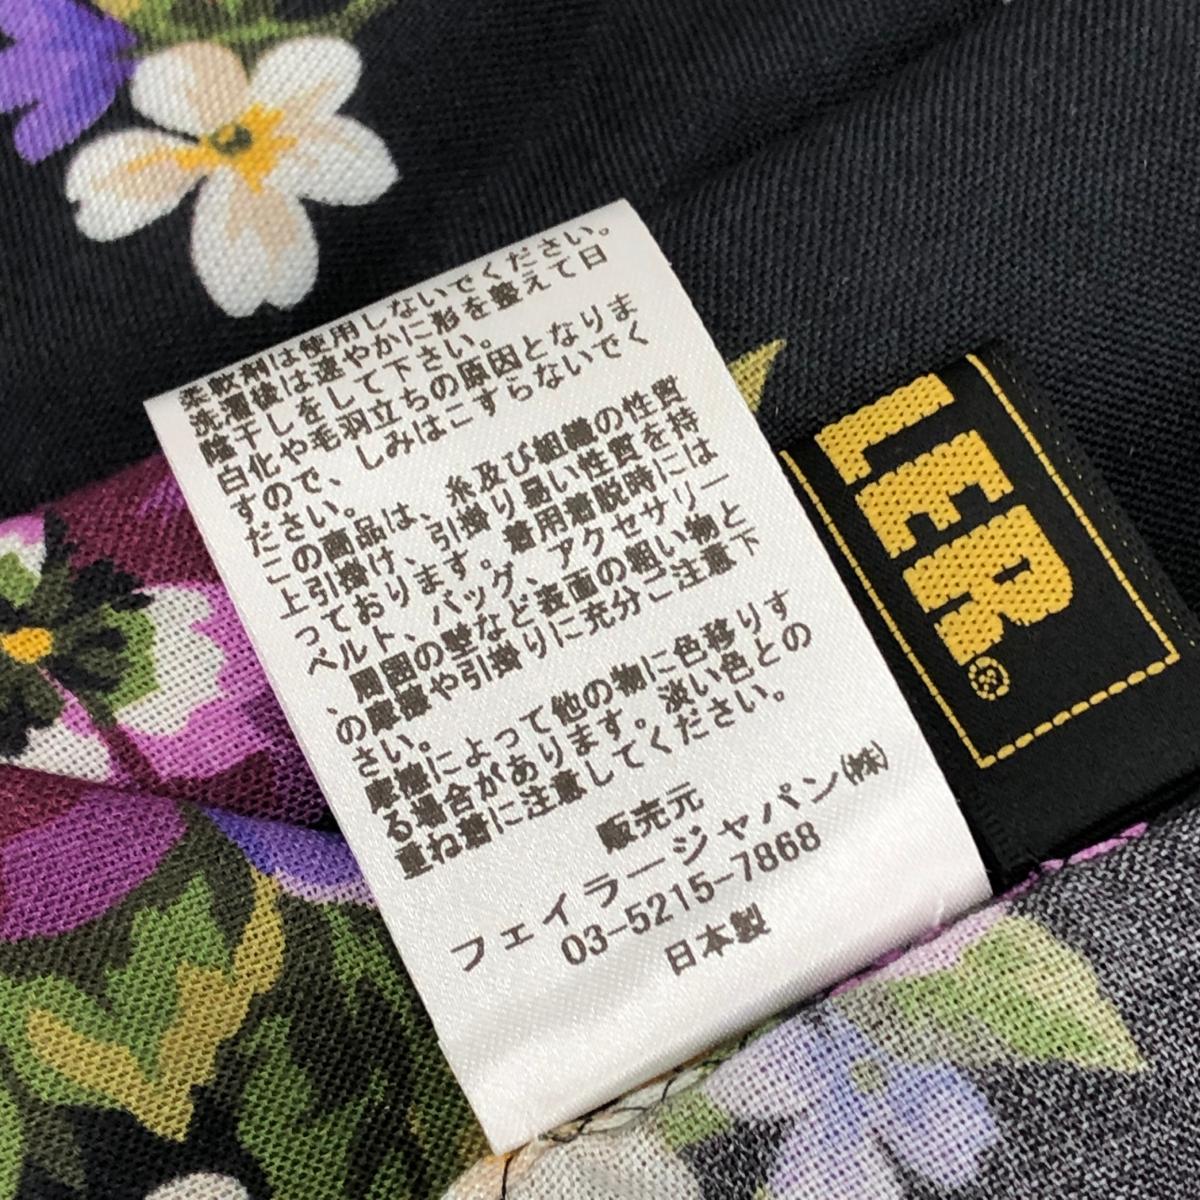 柔軟剤は使用しないでください。
洗濯後は速やかに形を整えて日
陰干しをして下さい。
白化や毛羽立ちの原因となりま
すので、しみはこすらないでく
ださい。
この商品は、糸及び組織の性質
上引掛け、引掛り易い性質を持
っております。着用着脱時には
ベルト、バッグ、アクセサリー
、周囲の壁など表面の粗い物と
の摩擦や引掛りに充分ご注意下
さい。
摩擦によって他の物に色移りす
る場合があります。淡い色との
重ね着に注意してください。
販売元
フェイラージャパン㈱
03-5215-7868
日本製
LER®